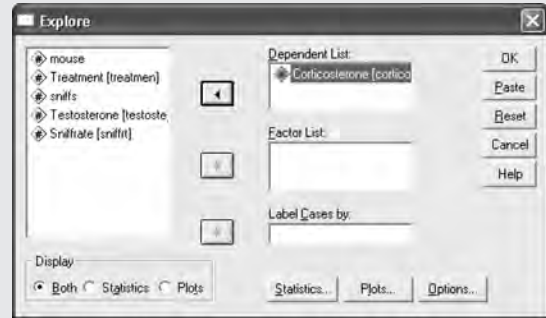 Explore
mouse
Treatment [treatmen]
sniffs
Testosterone [testoste
Sniffrate [sniffrt]
Dependent List:
Corticosterone [cortico
Factor List:
Label Cases by:
OK
Paste
Reset
Cancel
Help
Display
Both Statistics Plots
Statistics... Plots... Options...